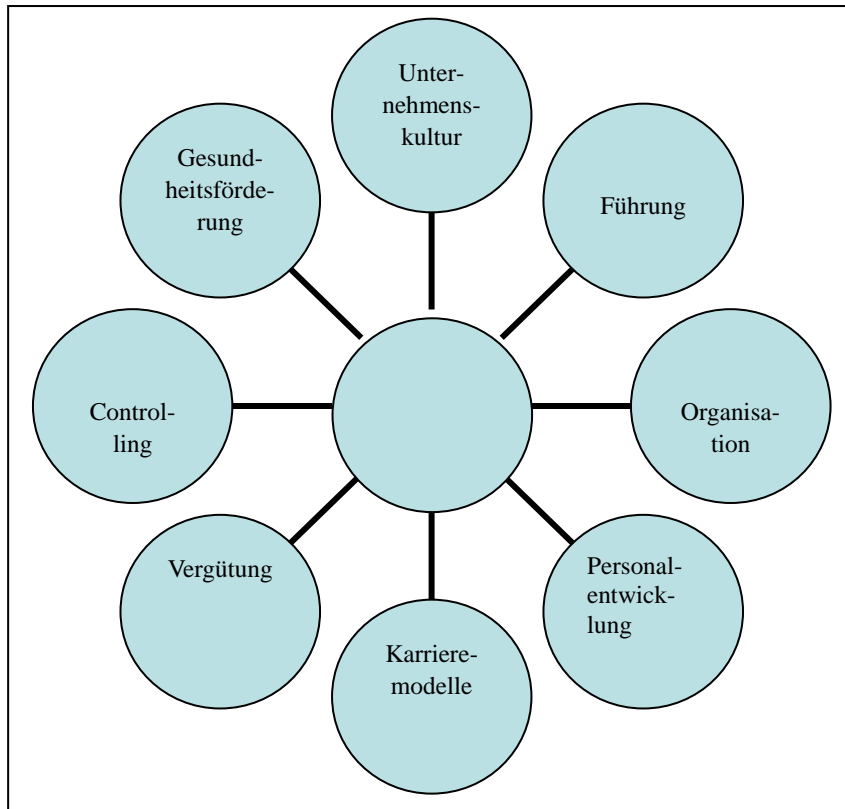 Unter-
nehmens-
kultur
Gesund-
heitsförde-
rung
Führung
Control-
ling
Organisa-
tion
Vergütung
Personal-
entwick-
lung
Karriere-
modelle